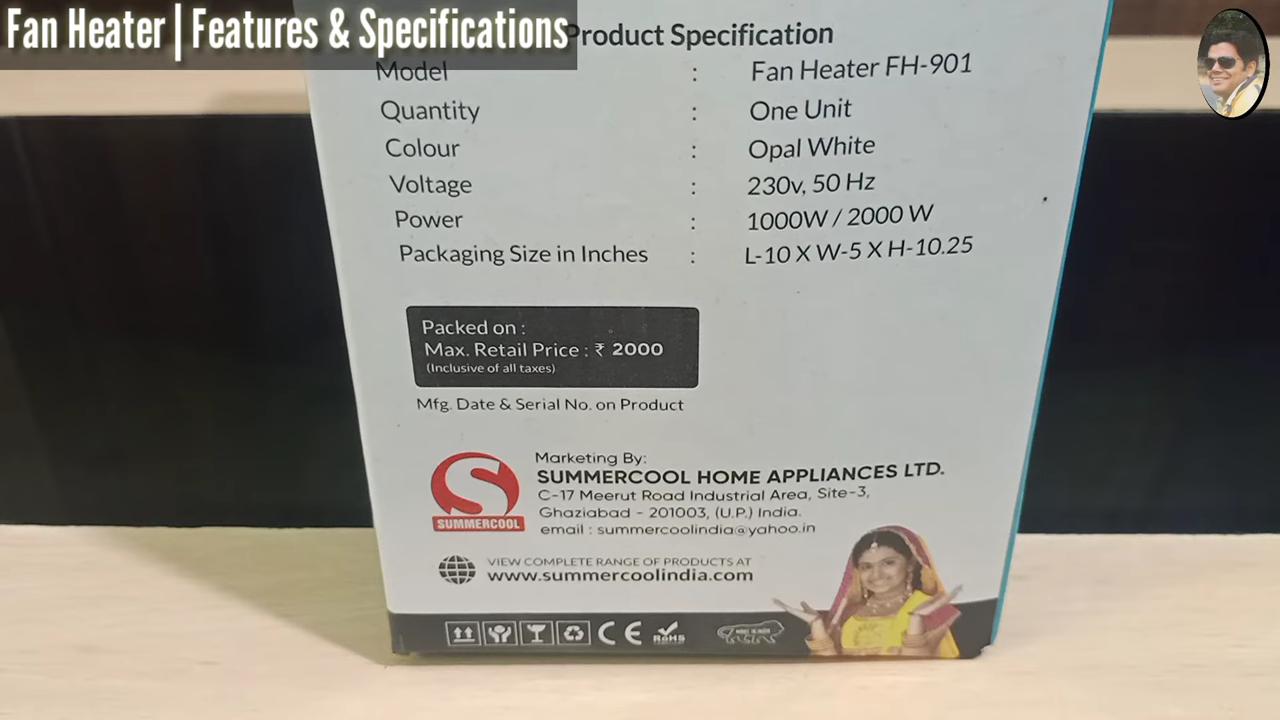 Fan Heater | Features & Specifications
Product Specification
Model : Fan Heater FH-901
Quantity : One Unit
Colour : Opal White
Voltage : 230v, 50 Hz
Power : 1000W / 2000 W
Packaging Size in Inches : L-10 X W-5 X H-10.25
Packed on :
Max. Retail Price : ₹ 2000
(Inclusive of all taxes)
Mfg. Date & Serial No. on Product
Marketing By:
SUMMERCOOL HOME APPLIANCES LTD.
C-17 Meerut Road Industrial Area, Site-3,
Ghaziabad - 201003, (U.P.) India.
email : summercoolindia@yahoo.in
SUMMERCOOL
VIEW COMPLETE RANGE OF PRODUCTS AT
www.summercoolindia.com
CE
RoHS